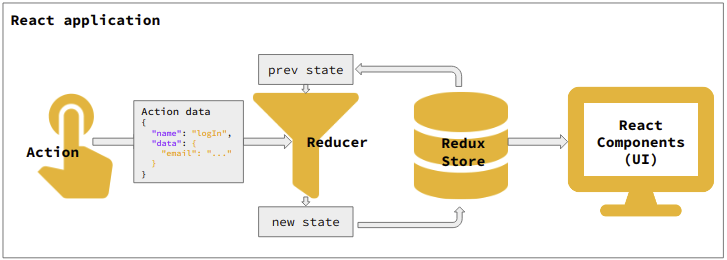 React application
Action
Action data
{
"name": "logIn",
"data": {
"email": "..."
}
}
prev state
Reducer
new state
Redux
Store
React
Components
(UI)